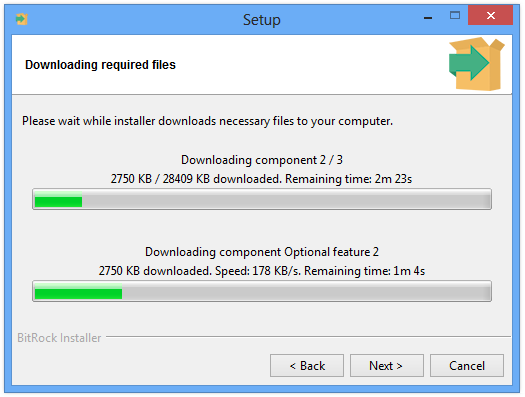 Setup
Downloading required files
Please wait while installer downloads necessary files to your computer.
Downloading component 2 / 3
2750 KB / 28409 KB downloaded. Remaining time: 2m 23s
Downloading component Optional feature 2
2750 KB downloaded. Speed: 178 KB/s. Remaining time: 1m 4s
BitRock Installer
< Back
Next >
Cancel